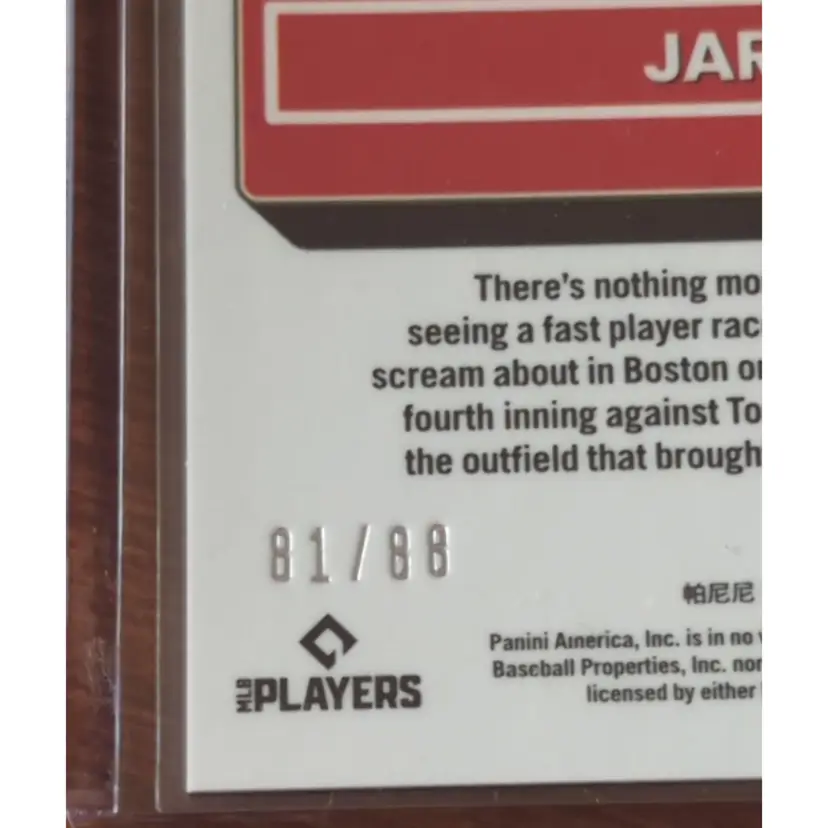 JAR
There's nothing mo
seeing a fast player rac
scream about in Boston o
fourth inning against To
the outfield that brough
81/88
帕尼尼
MLB PLAYERS
Panini America, Inc. is in no
Baseball Properties, Inc. nor
licensed by either